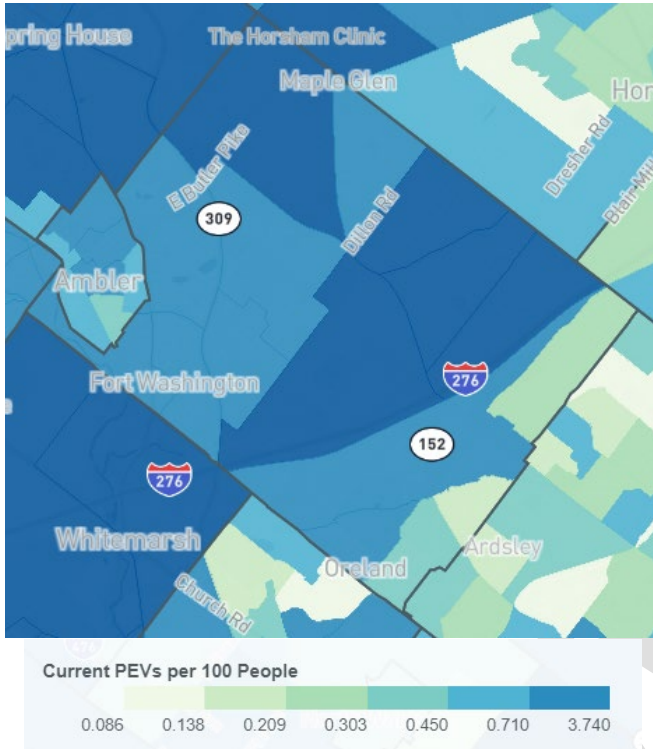 pring House
The Horsham Clinic
Maple Glen
Hor
E Butler Pike
Dresher Rd
Blair Mil
309
Dillon Rd
Ambler
276
Fort Washington
152
276
Whitemarsh
Ardsley
Oreland
Church Rd
Current PEVs per 100 People
0.086 0.138 0.209 0.303 0.450 0.710 3.740